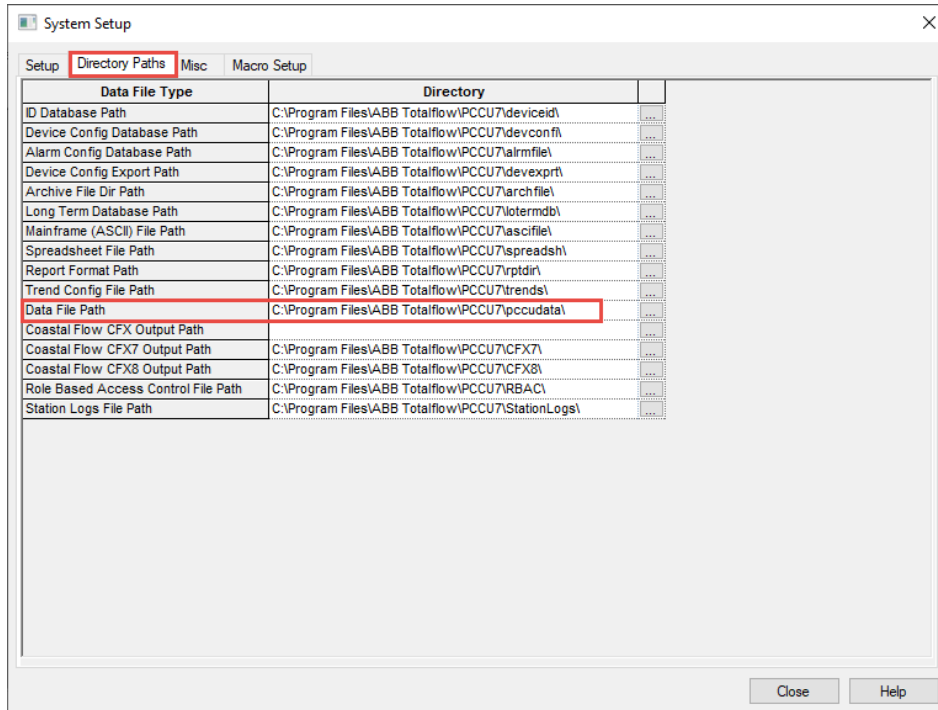 System Setup
Setup Directory Paths Misc Macro Setup
Data File Type Directory
ID Database Path C:\Program Files\ABB Totalflow\PCCU7\deviceid\ ...
Device Config Database Path C:\Program Files\ABB Totalflow\PCCU7\devconfi\ ...
Alarm Config Database Path C:\Program Files\ABB Totalflow\PCCU7\alrmfile\ ...
Device Config Export Path C:\Program Files\ABB Totalflow\PCCU7\devexprt\ ...
Archive File Dir Path C:\Program Files\ABB Totalflow\PCCU7\archfile\ ...
Long Term Database Path C:\Program Files\ABB Totalflow\PCCU7\lotermdb\ ...
Mainframe (ASCII) File Path C:\Program Files\ABB Totalflow\PCCU7\ascifile\ ...
Spreadsheet File Path C:\Program Files\ABB Totalflow\PCCU7\spreadsh\ ...
Report Format Path C:\Program Files\ABB Totalflow\PCCU7\rptdir\ ...
Trend Config File Path C:\Program Files\ABB Totalflow\PCCU7\trends\ ...
Data File Path C:\Program Files\ABB Totalflow\PCCU7\pccudata\ ...
Coastal Flow CFX Output Path ...
Coastal Flow CFX7 Output Path C:\Program Files\ABB Totalflow\PCCU7\CFX7\ ...
Coastal Flow CFX8 Output Path C:\Program Files\ABB Totalflow\PCCU7\CFX8\ ...
Role Based Access Control File Path C:\Program Files\ABB Totalflow\PCCU7\RBAC\ ...
Station Logs File Path C:\Program Files\ABB Totalflow\PCCU7\StationLogs\ ...
Close Help